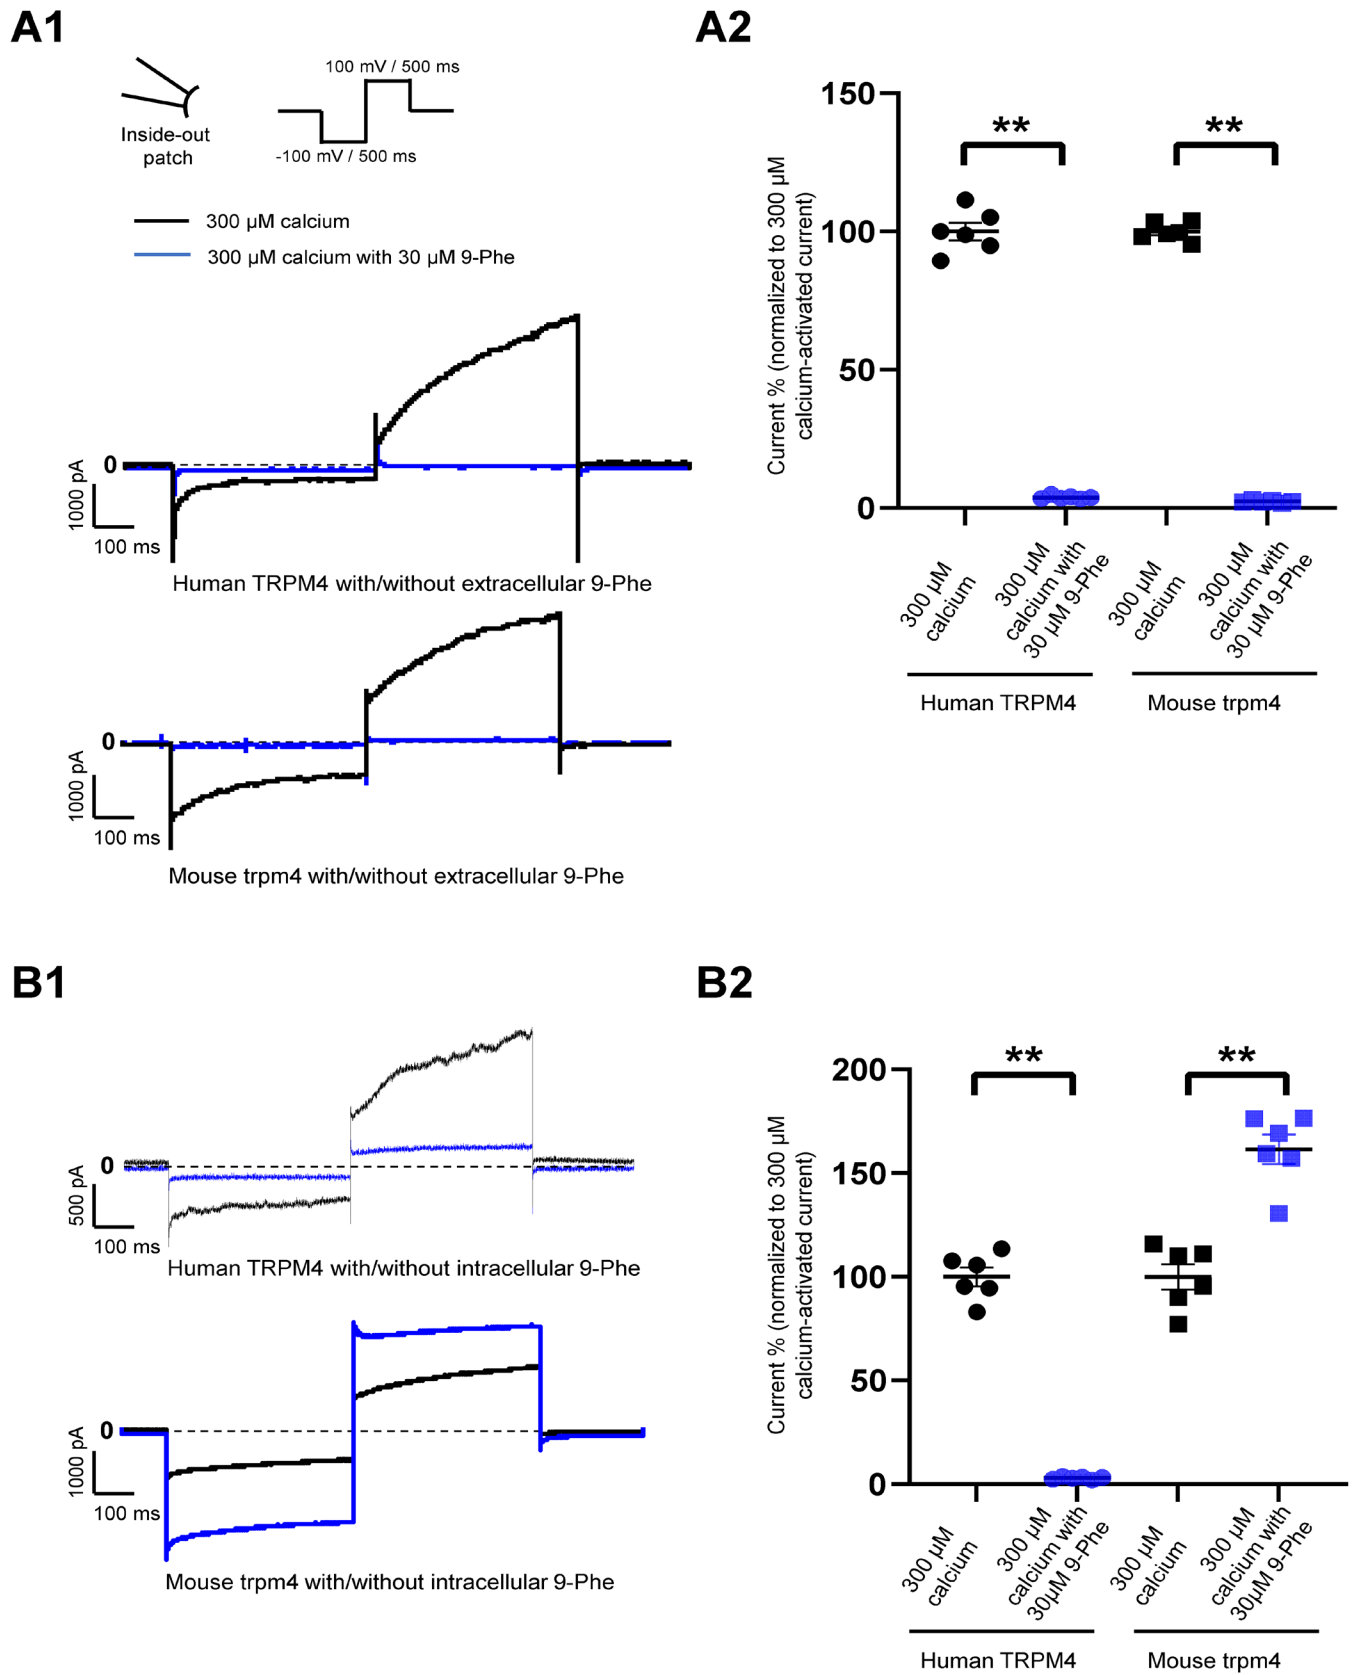 A1
Inside-out
patch
100 mV / 500 ms
-100 mV / 500 ms
300 µM calcium
300 µM calcium with 30 µM 9-Phe
0
1000 pA
100 ms
Human TRPM4 with/without extracellular 9-Phe
0
1000 pA
100 ms
Mouse trpm4 with/without extracellular 9-Phe
A2
Current % (normalized to 300 µM
calcium-activated current)
150
100
50
0
**
**
300 µM
calcium
300 µM
calcium with
30 µM 9-Phe
300 µM
calcium
300 µM
calcium with
30 µM 9-Phe
Human TRPM4
Mouse trpm4
B1
0
500 pA
100 ms
Human TRPM4 with/without intracellular 9-Phe
0
1000 pA
100 ms
Mouse trpm4 with/without intracellular 9-Phe
B2
Current % (normalized to 300 µM
calcium-activated current)
200
150
100
50
0
**
**
300 µM
calcium
300 µM
calcium with
30µM 9-Phe
300 µM
calcium
300 µM
calcium with
30µM 9-Phe
Human TRPM4
Mouse trpm4